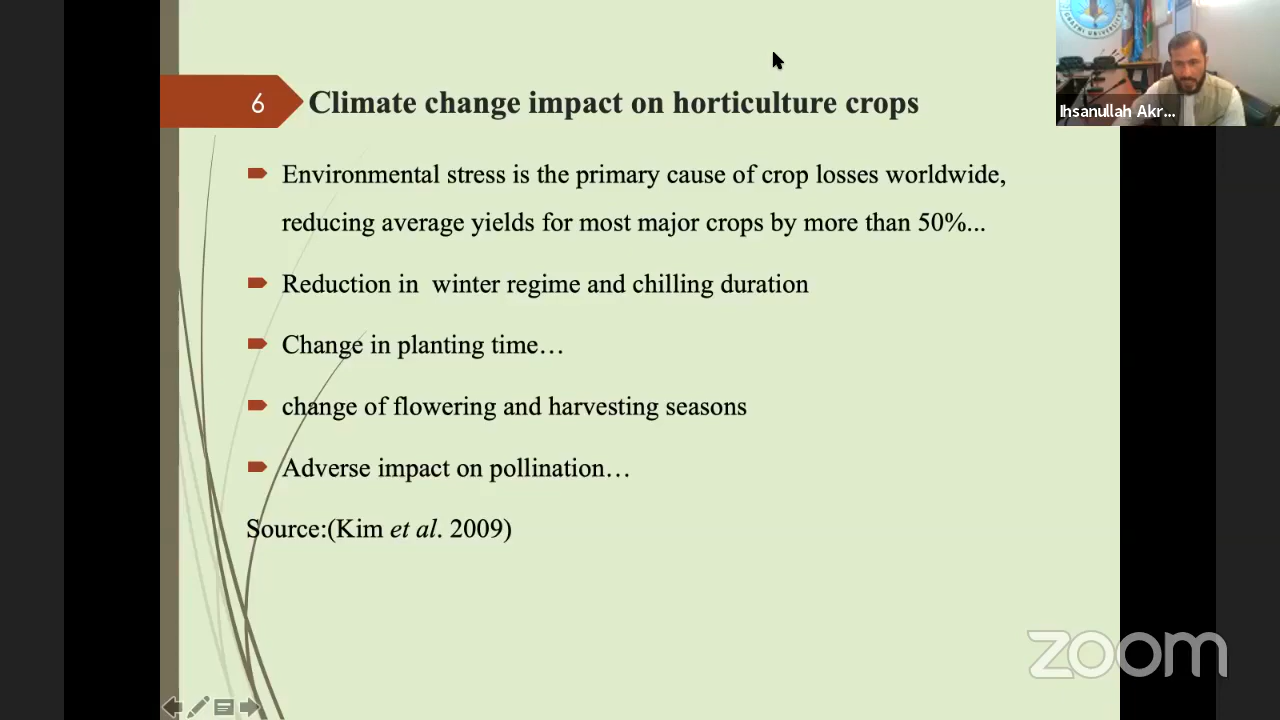 6
Climate change impact on horticulture crops
Environmental stress is the primary cause of crop losses worldwide,
reducing average yields for most major crops by more than 50%...
Reduction in  winter regime and chilling duration
Change in planting time…
change of flowering and harvesting seasons
Adverse impact on pollination…
Source:(Kim et al. 2009)
Ihsanullah Akr...
zoom